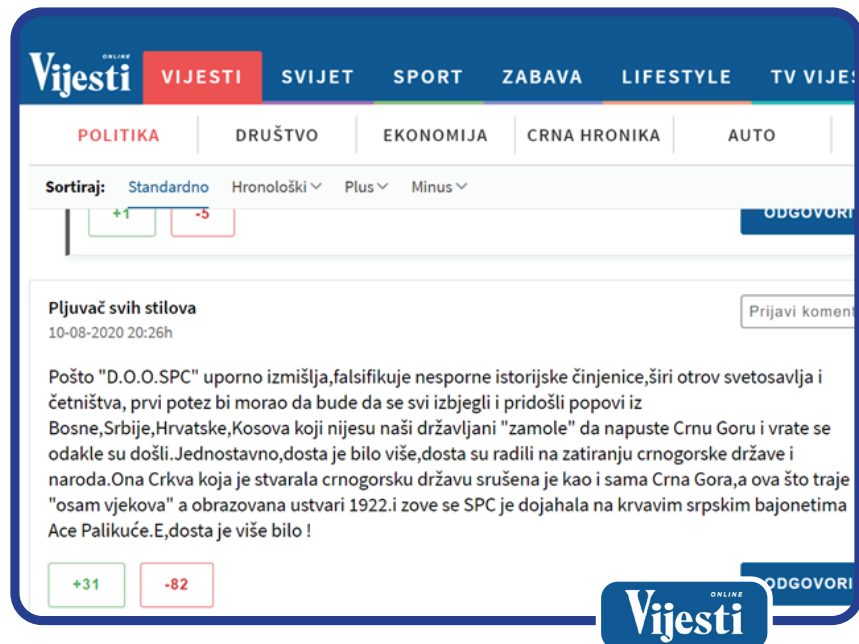 Vijesti ONLINE VIJESTI SVIJET SPORT ZABAVA LIFESTYLE TV VIJES
POLITIKA DRUŠTVO EKONOMIJA CRNA HRONIKA AUTO
Sortiraj: Standardno Hronološki Plus Minus
+1 -5 ODGOVORI
Pljuvač svih stilova Prijavi koment
10-08-2020 20:26h
Pošto "D.O.O.SPC" uporno izmišlja,falsifikuje nesporne istorijske činjenice,širi otrov svetosavlja i
četništva, prvi potez bi morao da bude da se svi izbjegli i pridošli popovi iz
Bosne,Srbije,Hrvatske,Kosova koji nijesu naši državljani "zamole" da napuste Crnu Goru i vrate se
odakle su došli.Jednostavno,dosta je bilo više,dosta su radili na zatiranju crnogorske države i
naroda.Ona Crkva koja je stvarala crnogorsku državu srušena je kao i sama Crna Gora,a ova što traje
"osam vjekova" a obrazovana ustvari 1922.i zove se SPC je dojahala na krvavim srpskim bajonetima
Ace Palikuće.E,dosta je više bilo !
+31 -82 ODGOVORI
Vijesti ONLINE